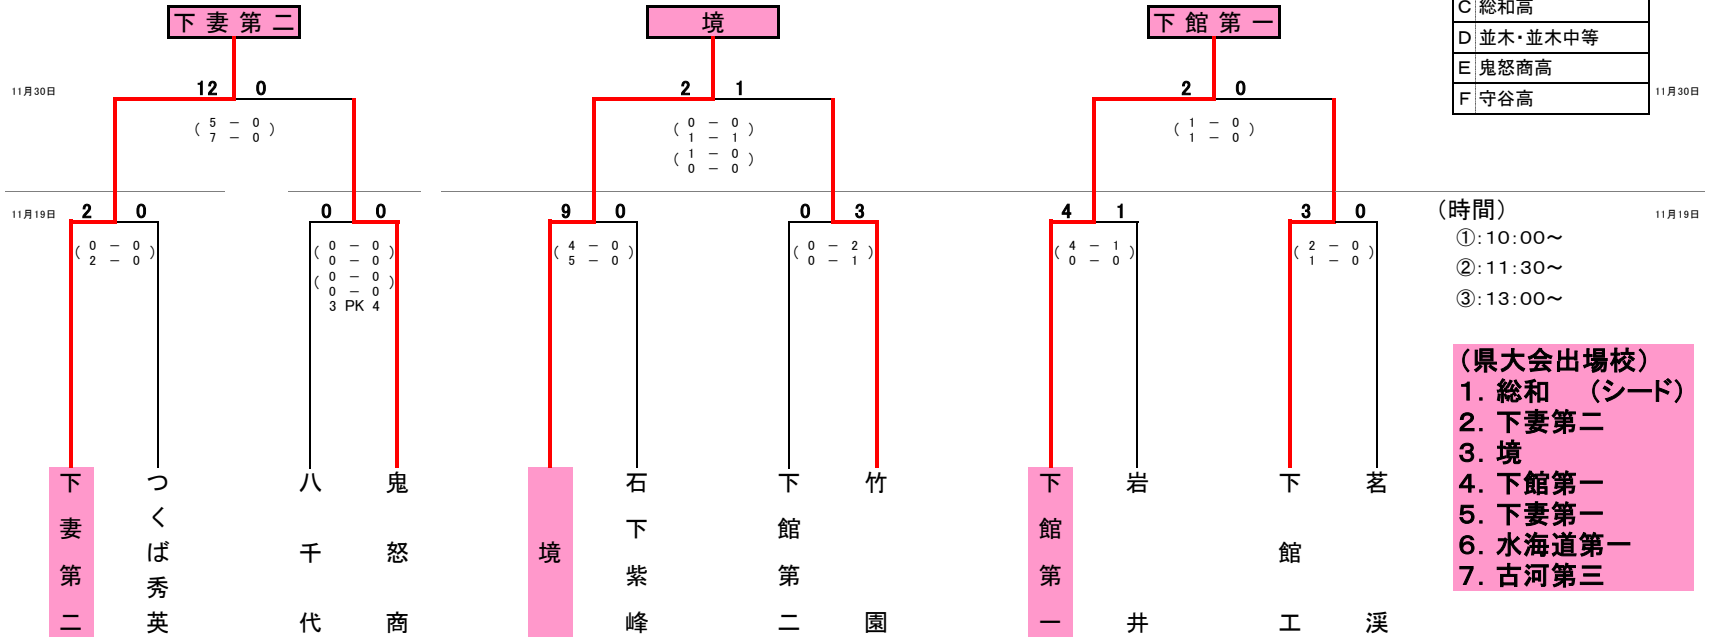 下妻第二
境
下館第一
C 総和高
D 並木・並木中等
E 鬼怒商高
F 守谷高
11月30日
12 0
2 1
2 0
11月30日
( 5 － 0 )
7 － 0
( 0 － 0 )
1 － 1
( 1 － 0 )
0 － 0
( 1 － 0 )
1 － 0
11月19日
2 0
0 0
9 0
0 3
4 1
3 0
11月19日
( 0 － 0 )
2 － 0
( 0 － 0 )
0 － 0
( 0 － 0 )
0 － 0
3 PK 4
( 4 － 0 )
5 － 0
( 0 － 2 )
0 － 1
( 4 － 1 )
0 － 0
( 2 － 0 )
1 － 0
(時間)
①:10:00～
②:11:30～
③:13:00～
(県大会出場校)
1. 総和 (シード)
2. 下妻第二
3. 境
4. 下館第一
5. 下妻第一
6. 水海道第一
7. 古河第三
下妻第二
つくば秀英
八千代
鬼怒商
境
石下紫峰
下館第二
竹園
下館第一
岩井
下館工
茗渓